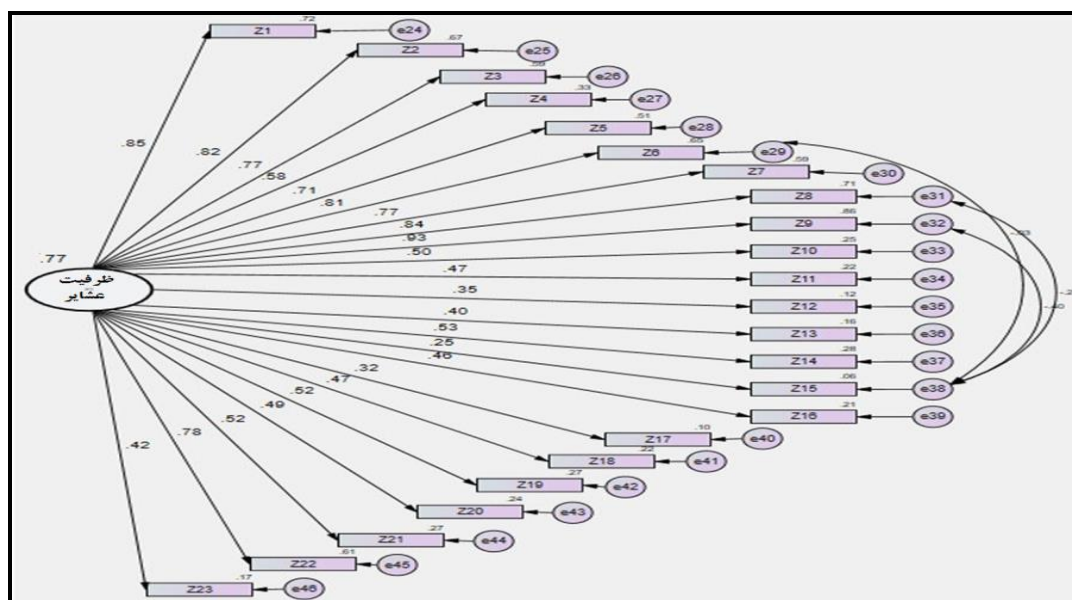 .72
Z1
e24
.67
Z2
e25
.59
Z3
e26
.33
Z4
e27
.51
Z5
e28
.65
Z6
e29
.59
Z7
e30
.71
Z8
e31
.86
Z9
e32
.25
Z10
e33
.22
Z11
e34
.12
Z12
e35
.16
Z13
e36
.28
Z14
e37
.06
Z15
e38
.21
Z16
e39
.10
Z17
e40
.22
Z18
e41
.27
Z19
e42
.24
Z20
e43
.27
Z21
e44
.61
Z22
e45
.17
Z23
e46
.85
.82
.77
.58
.71
.81
.77
.84
.93
.50
.47
.35
.40
.53
.25
.46
.32
.47
.52
.49
.52
.78
.42
.77
ظرفیت
عشایر